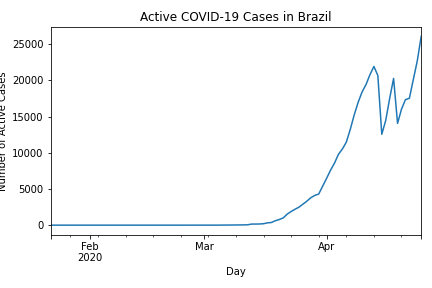 Active COVID-19 Cases in Brazil
Number of Active Cases
25000
20000
15000
10000
5000
0
Feb
2020
Mar
Apr
Day